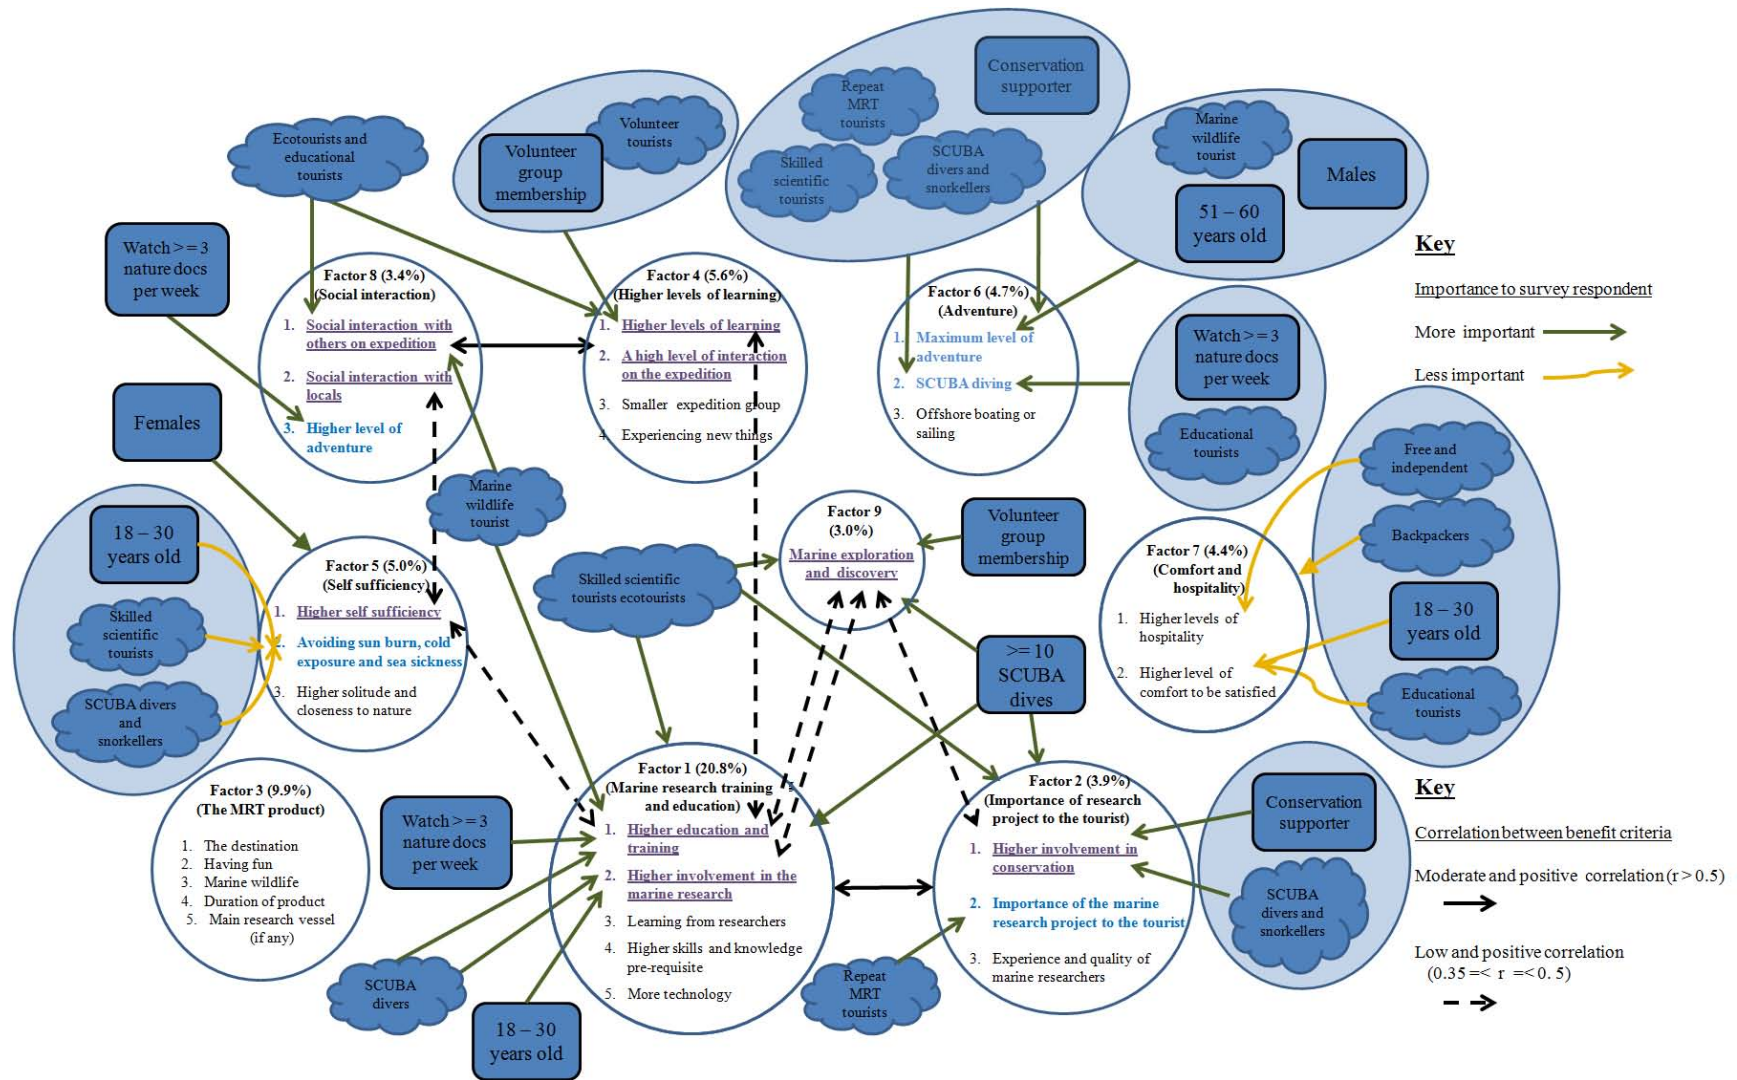 Conservation
supporter
Repeat
MRT
tourists
SCUBA
divers and
snorkellers
Skilled
scientific
tourists
Marine
wildlife
tourist
Males
51 – 60
years old
Volunteer
tourists
Volunteer
group
membership
Ecotourists and
educational
tourists
Watch >= 3
nature docs
per week
Factor 8 (3.4%)
(Social interaction)
1. Social interaction with
others on expedition
2. Social interaction with
locals
3. Higher level of
adventure
Factor 4 (5.6%)
(Higher levels of learning)
1. Higher levels of learning
2. A high level of interaction
on the expedition
3. Smaller expedition group
4. Experiencing new things
Factor 6 (4.7%)
(Adventure)
1. Maximum level of
adventure
2. SCUBA diving
3. Offshore boating or
sailing
Watch >= 3
nature docs
per week
Educational
tourists
Key
Importance to survey respondent
More important
Less important
Females
18 – 30
years old
Skilled
scientific
tourists
SCUBA divers
and
snorkellers
Factor 5 (5.0%)
(Self sufficiency)
1. Higher self sufficiency
2. Avoiding sun burn, cold
exposure and sea sickness
3. Higher solitude and
closeness to nature
Marine
wildlife
tourist
Skilled scientific
tourists ecotourists
Factor 9
(3.0%)
Marine exploration
and discovery
Volunteer
group
membership
>= 10
SCUBA
dives
Factor 7 (4.4%)
(Comfort and
hospitality)
1. Higher levels of
hospitality
2. Higher level of
comfort to be satisfied
Free and
independent
Backpackers
18 – 30
years old
Educational
tourists
Factor 3 (9.9%)
(The MRT product)
1. The destination
2. Having fun
3. Marine wildlife
4. Duration of product
5. Main research vessel
(if any)
Watch >= 3
nature docs
per week
SCUBA
divers
18 – 30
years old
Factor 1 (20.8%)
(Marine research training
and education)
1. Higher education and
training
2. Higher involvement in the
marine research
3. Learning from researchers
4. Higher skills and knowledge
pre-requisite
5. More technology
Factor 2 (3.9%)
(Importance of research
project to the tourist)
1. Higher involvement in
conservation
2. Importance of the marine
research project to the tourist
3. Experience and quality of
marine researchers
Repeat
MRT
tourists
Conservation
supporter
SCUBA
divers and
snorkellers
Key
Correlation between benefit criteria
Moderate and positive correlation (r > 0.5)
Low and positive correlation
(0.35 =< r =< 0.5)